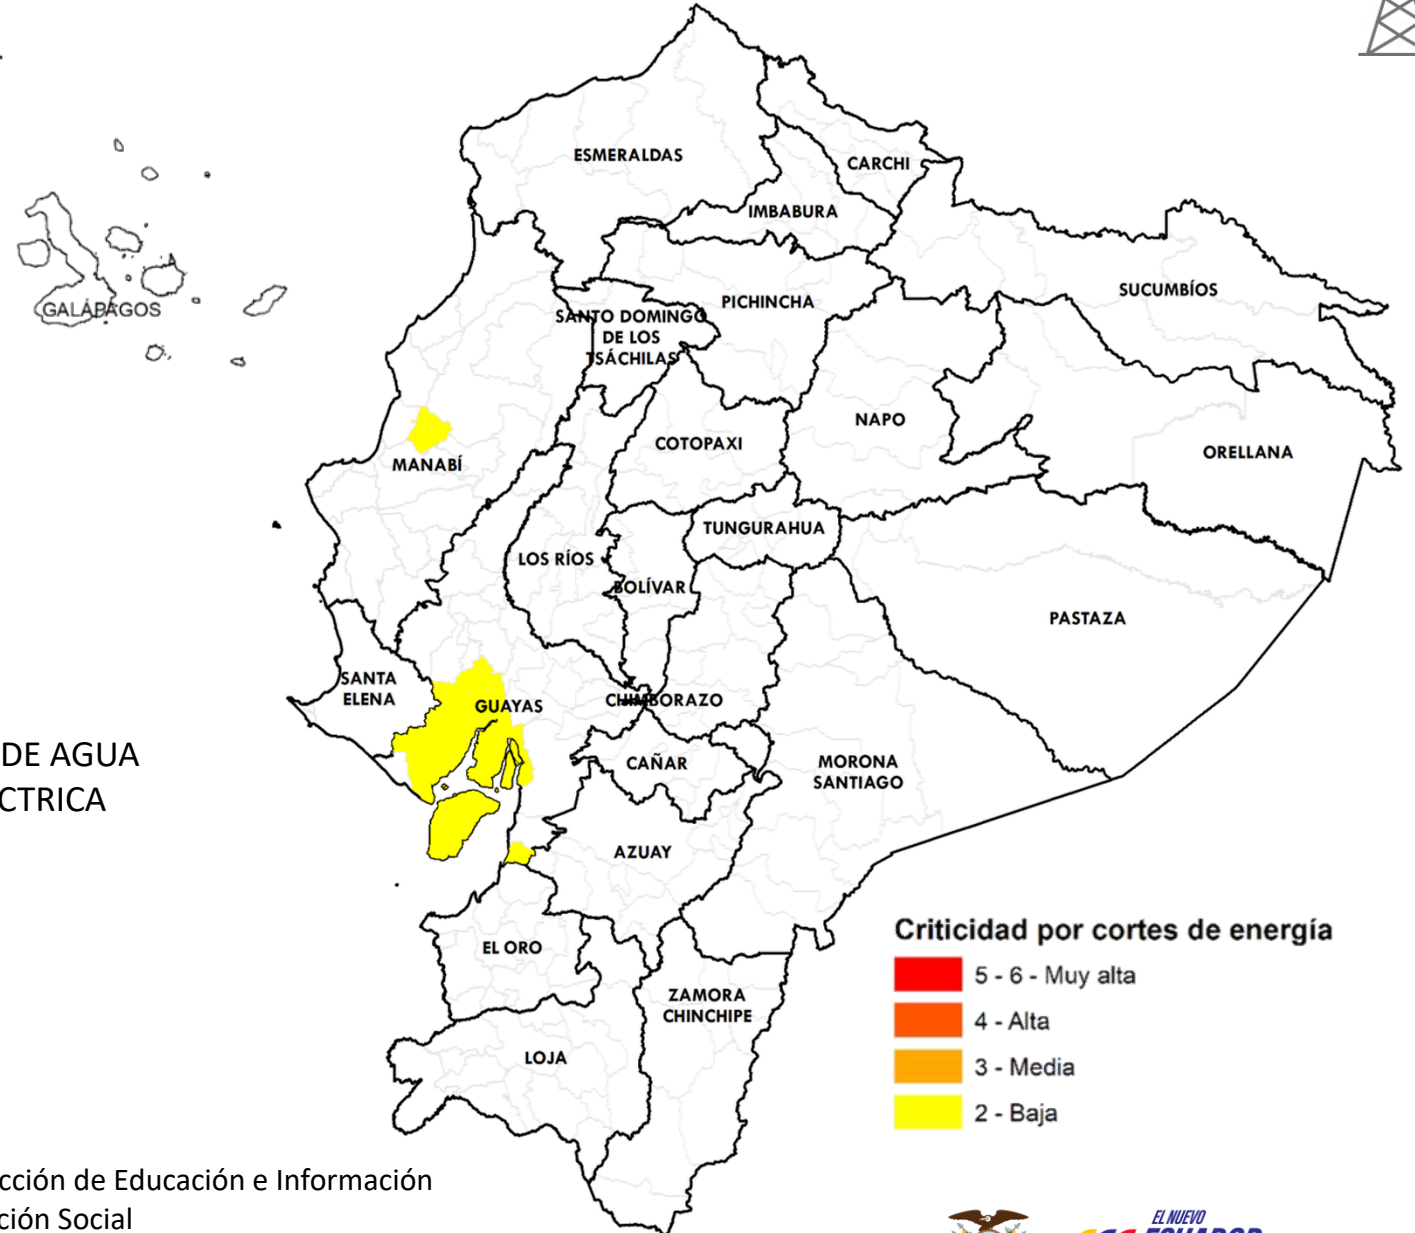 ESMERALDAS
CARCHI
IMBABURA
SUCUMBÍOS
PICHINCHA
GALÁPAGOS
SANTO DOMINGO
DE LOS
TSÁCHILAS
NAPO
COTOPAXI
ORELLANA
MANABÍ
TUNGURAHUA
LOS RÍOS
BOLÍVAR
PASTAZA
SANTA
ELENA
CHIMBORAZO
GUAYAS
DE AGUA
CTRICA
CAÑAR
MORONA
SANTIAGO
AZUAY
EL ORO
ZAMORA
CHINCHIPE
LOJA
Criticidad por cortes de energía
5 - 6 - Muy alta
4 - Alta
3 - Media
2 - Baja
cción de Educación e Información
ción Social
EL NUEVO
ECUADOR